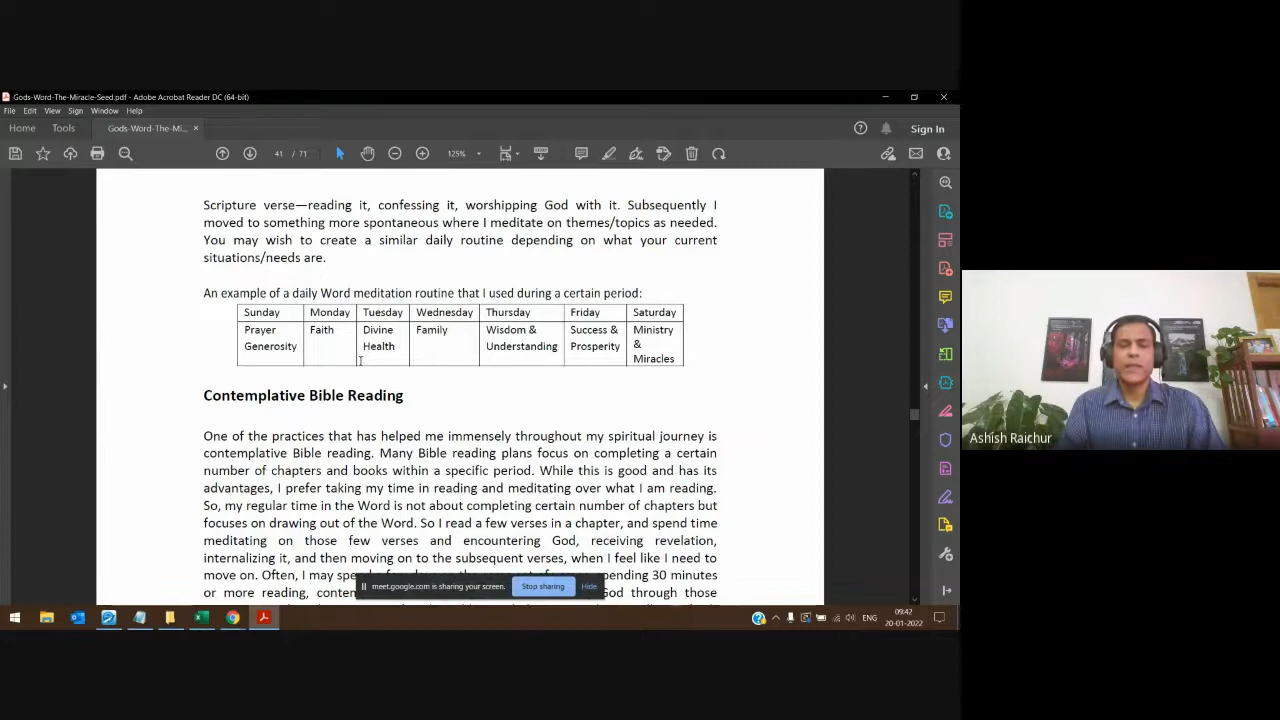 Gods-Word-The-Miracle-Seed.pdf - Adobe Acrobat Reader DC (64-bit)
File Edit View Sign Window Help
Home Tools Gods-Word-The-Mi... × Sign In
41 / 71 125%
Scripture verse—reading it, confessing it, worshipping God with it. Subsequently I
moved to something more spontaneous where I meditate on themes/topics as needed.
You may wish to create a similar daily routine depending on what your current
situations/needs are.
An example of a daily Word meditation routine that I used during a certain period:
Sunday Monday Tuesday Wednesday Thursday Friday Saturday
Prayer Faith Divine Family Wisdom & Success & Ministry
Generosity Health Understanding Prosperity &
Miracles
Contemplative Bible Reading
One of the practices that has helped me immensely throughout my spiritual journey is
contemplative Bible reading. Many Bible reading plans focus on completing a certain
number of chapters and books within a specific period. While this is good and has its
advantages, I prefer taking my time in reading and meditating over what I am reading.
So, my regular time in the Word is not about completing certain number of chapters but
focuses on drawing out of the Word. So I read a few verses in a chapter, and spend time
meditating on those few verses and encountering God, receiving revelation,
internalizing it, and then moving on to the subsequent verses, when I feel like I need to
move on. Often, I may spending 30 minutes
or more reading, God through those
meet.google.com is sharing your screen. Stop sharing Hide
ENG 09:42
20-01-2022
Ashish Raichur